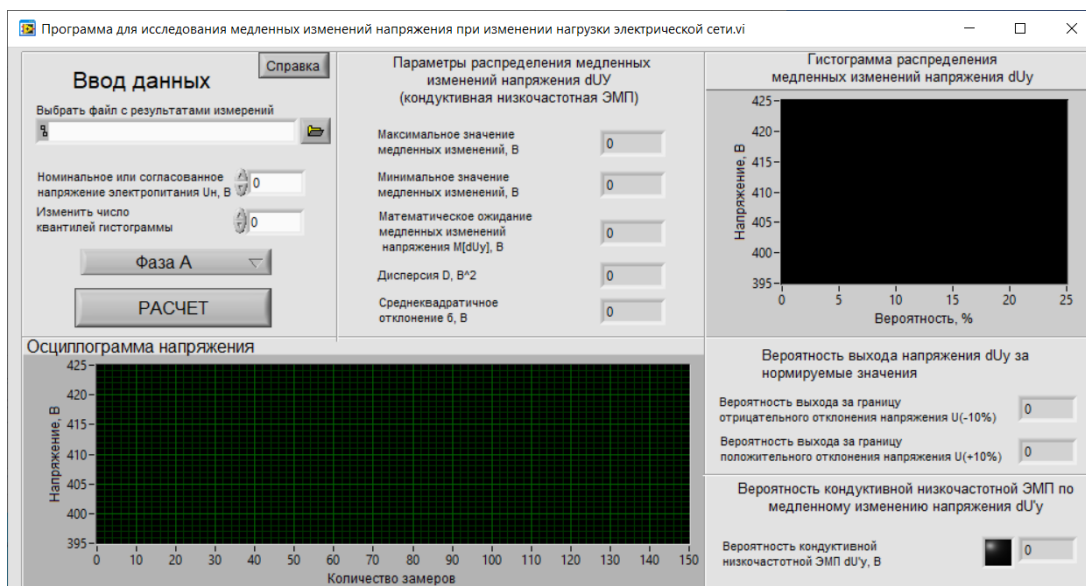 Программа для исследования медленных изменений напряжения при изменении нагрузки электрической сети.vi
Справка
Ввод данных
Выбрать файл с результатами измерений
Номинальное или согласованное
напряжение электропитания Uн, В
0
Изменить число
квантилей гистограммы
0
Фаза А
РАСЧЕТ
Параметры распределения медленных
изменений напряжения dUУ
(кондуктивная низкочастотная ЭМП)
Максимальное значение
медленных изменений, В
0
Минимальное значение
медленных изменений, В
0
Математическое ожидание
медленных изменений
напряжения М[dUy], В
0
Дисперсия D, В^2
0
Среднеквадратичное
отклонение б, В
0
Гистограмма распределения
медленных изменений напряжения dUy
Напряжение, В
425
420
415
410
405
400
395
0 5 10 15 20 25
Вероятность, %
Осциплограмма напряжения
Напряжение, В
425
420
415
410
405
400
395
0 10 20 30 40 50 60 70 80 90 100 110 120 130 140 150
Количество замеров
Вероятность выхода напряжения dUy за
нормируемые значения
Вероятность выхода за границу
отрицательного отклонения напряжения U(-10%)
0
Вероятность выхода за границу
положительного отклонения напряжения U(+10%)
0
Вероятность кондуктивной низкочастотной ЭМП по
медленному изменению напряжения dU'y
Вероятность кондуктивной
низкочастотной ЭМП dU'y, В
0